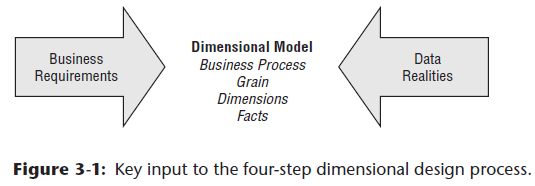 Business
Requirements
Dimensional Model
Business Process
Grain
Dimensions
Facts
Data
Realities
Figure 3-1: Key input to the four-step dimensional design process.